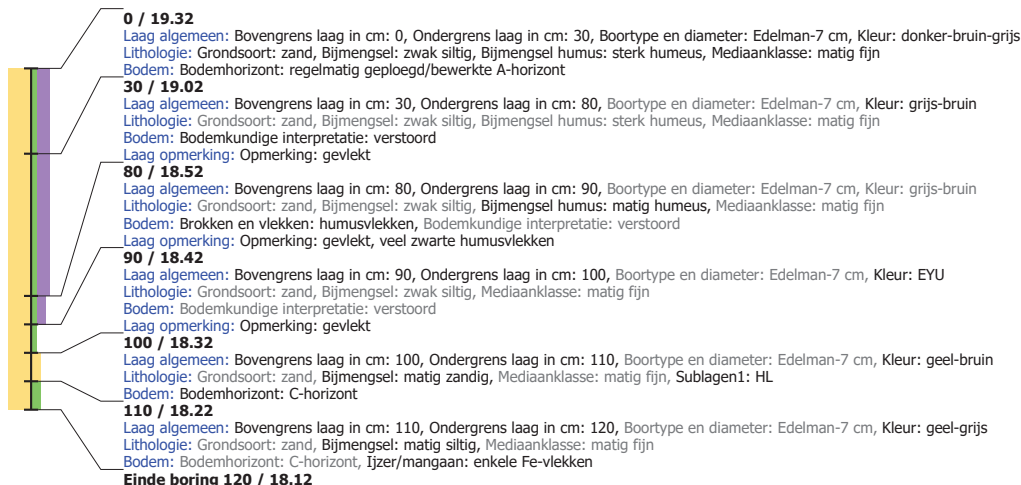 0 / 19.32
Laag algemeen: Bovengrens laag in cm: 0, Ondergrens laag in cm: 30, Boortype en diameter: Edelman-7 cm, Kleur: donker-bruin-grijs
Lithologie: Grondsoort: zand, Bijmengsel: zwak siltig, Bijmengsel humus: sterk humeus, Mediaanklasse: matig fijn
Bodem: Bodemhorizont: regelmatig geploegd/bewerkte A-horizont
30 / 19.02
Laag algemeen: Bovengrens laag in cm: 30, Ondergrens laag in cm: 80, Boortype en diameter: Edelman-7 cm, Kleur: grijs-bruin
Lithologie: Grondsoort: zand, Bijmengsel: zwak siltig, Bijmengsel humus: sterk humeus, Mediaanklasse: matig fijn
Bodem: Bodemkundige interpretatie: verstoord
Laag opmerking: Opmerking: gevlekt
80 / 18.52
Laag algemeen: Bovengrens laag in cm: 80, Ondergrens laag in cm: 90, Boortype en diameter: Edelman-7 cm, Kleur: grijs-bruin
Lithologie: Grondsoort: zand, Bijmengsel: zwak siltig, Bijmengsel humus: matig humeus, Mediaanklasse: matig fijn
Bodem: Brokken en vlekken: humusvlekken, Bodemkundige interpretatie: verstoord
Laag opmerking: Opmerking: gevlekt, veel zwarte humusvlekken
90 / 18.42
Laag algemeen: Bovengrens laag in cm: 90, Ondergrens laag in cm: 100, Boortype en diameter: Edelman-7 cm, Kleur: EYU
Lithologie: Grondsoort: zand, Bijmengsel: zwak siltig, Mediaanklasse: matig fijn
Bodem: Bodemkundige interpretatie: verstoord
Laag opmerking: Opmerking: gevlekt
100 / 18.32
Laag algemeen: Bovengrens laag in cm: 100, Ondergrens laag in cm: 110, Boortype en diameter: Edelman-7 cm, Kleur: geel-bruin
Lithologie: Grondsoort: zand, Bijmengsel: matig zandig, Mediaanklasse: matig fijn, Sublagen1: HL
Bodem: Bodemhorizont: C-horizont
110 / 18.22
Laag algemeen: Bovengrens laag in cm: 110, Ondergrens laag in cm: 120, Boortype en diameter: Edelman-7 cm, Kleur: geel-grijs
Lithologie: Grondsoort: zand, Bijmengsel: matig siltig, Mediaanklasse: matig fijn
Bodem: Bodemhorizont: C-horizont, Ijzer/mangaan: enkele Fe-vlekken
Einde boring 120 / 18.12